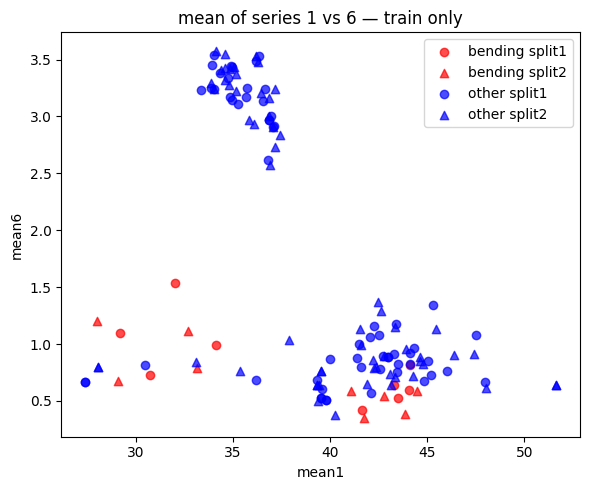 mean of series 1 vs 6 — train only
bending split1
bending split2
other split1
other split2
3.5
3.0
2.5
2.0
1.5
1.0
0.5
mean6
30
35
40
45
50
mean1